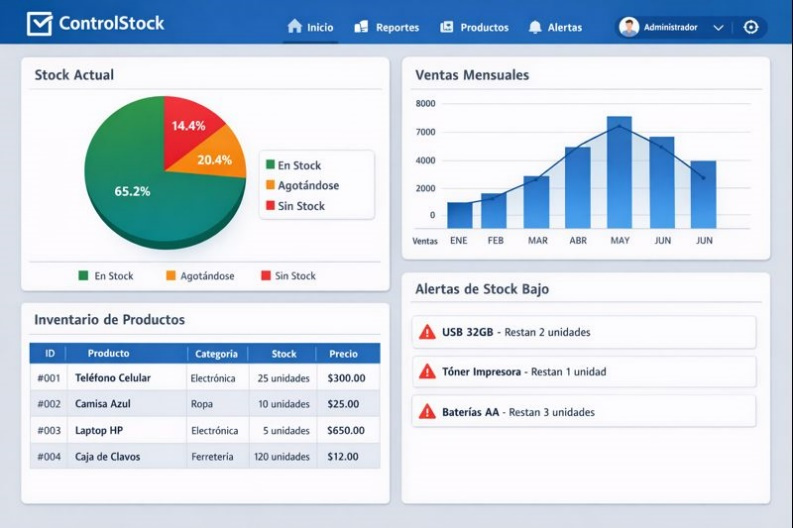 ControlStock
Inicio
Reportes
Productos
Alertas
Administrador
Stock Actual
14.4%
20.4%
65.2%
En Stock
Agotándose
Sin Stock
En Stock
Agotándose
Sin Stock
Ventas Mensuales
8000
7000
4000
2000
0
Ventas ENE FEB MAR ABR MAY JUN JUN
Inventario de Productos
ID Producto Categoria Stock Precio
#001 Teléfono Celular Electrónica 25 unidades $300.00
#002 Camisa Azul Ropa 10 unidades $25.00
#003 Laptop HP Electrónica 5 unidades $650.00
#004 Caja de Clavos Ferretería 120 unidades $12.00
Alertas de Stock Bajo
USB 32GB - Restan 2 unidades
Tóner Impresora - Restan 1 unidad
Baterías AA - Restan 3 unidades